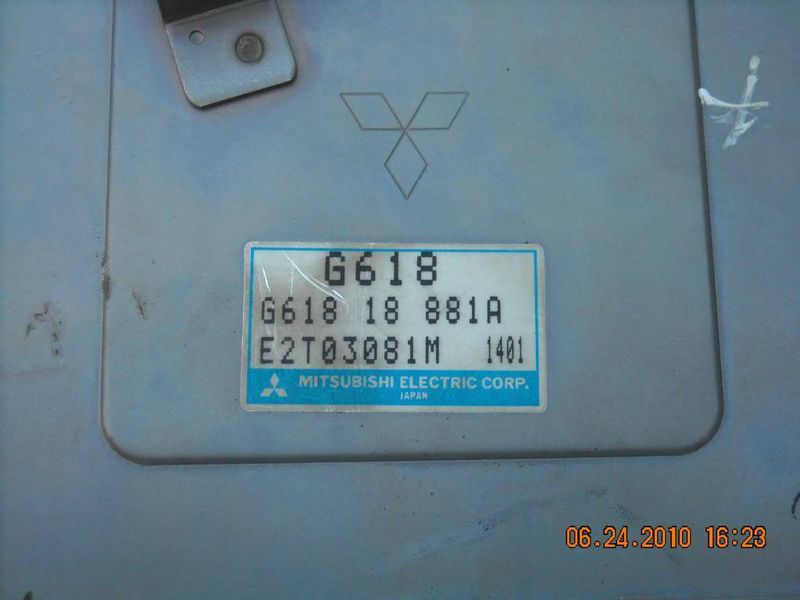 G618
G618 18 881A
E2T03081M 1401
MITSUBISHI ELECTRIC CORP.
JAPAN
06.24.2010 16:23